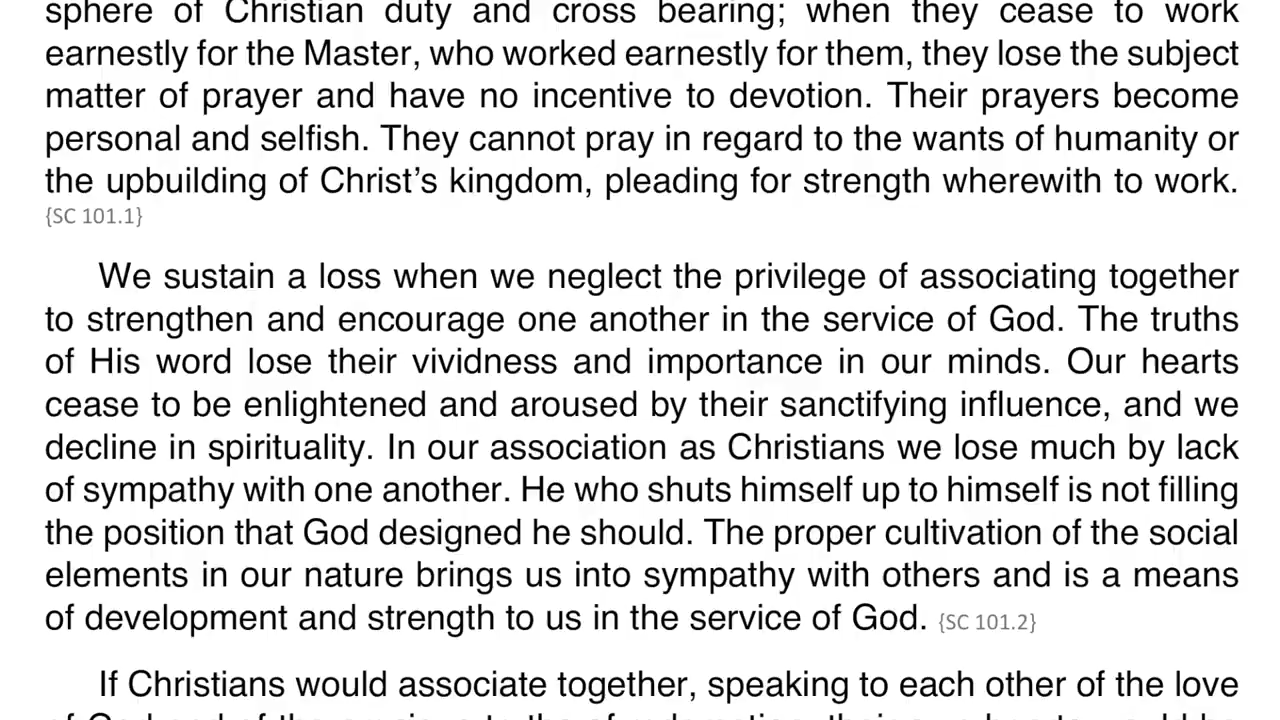 sphere of Christian duty and cross bearing; when they cease to work
earnestly for the Master, who worked earnestly for them, they lose the subject
matter of prayer and have no incentive to devotion. Their prayers become
personal and selfish. They cannot pray in regard to the wants of humanity or
the upbuilding of Christ’s kingdom, pleading for strength wherewith to work.
{SC 101.1}
We sustain a loss when we neglect the privilege of associating together
to strengthen and encourage one another in the service of God. The truths
of His word lose their vividness and importance in our minds. Our hearts
cease to be enlightened and aroused by their sanctifying influence, and we
decline in spirituality. In our association as Christians we lose much by lack
of sympathy with one another. He who shuts himself up to himself is not filling
the position that God designed he should. The proper cultivation of the social
elements in our nature brings us into sympathy with others and is a means
of development and strength to us in the service of God. {SC 101.2}
If Christians would associate together, speaking to each other of the love